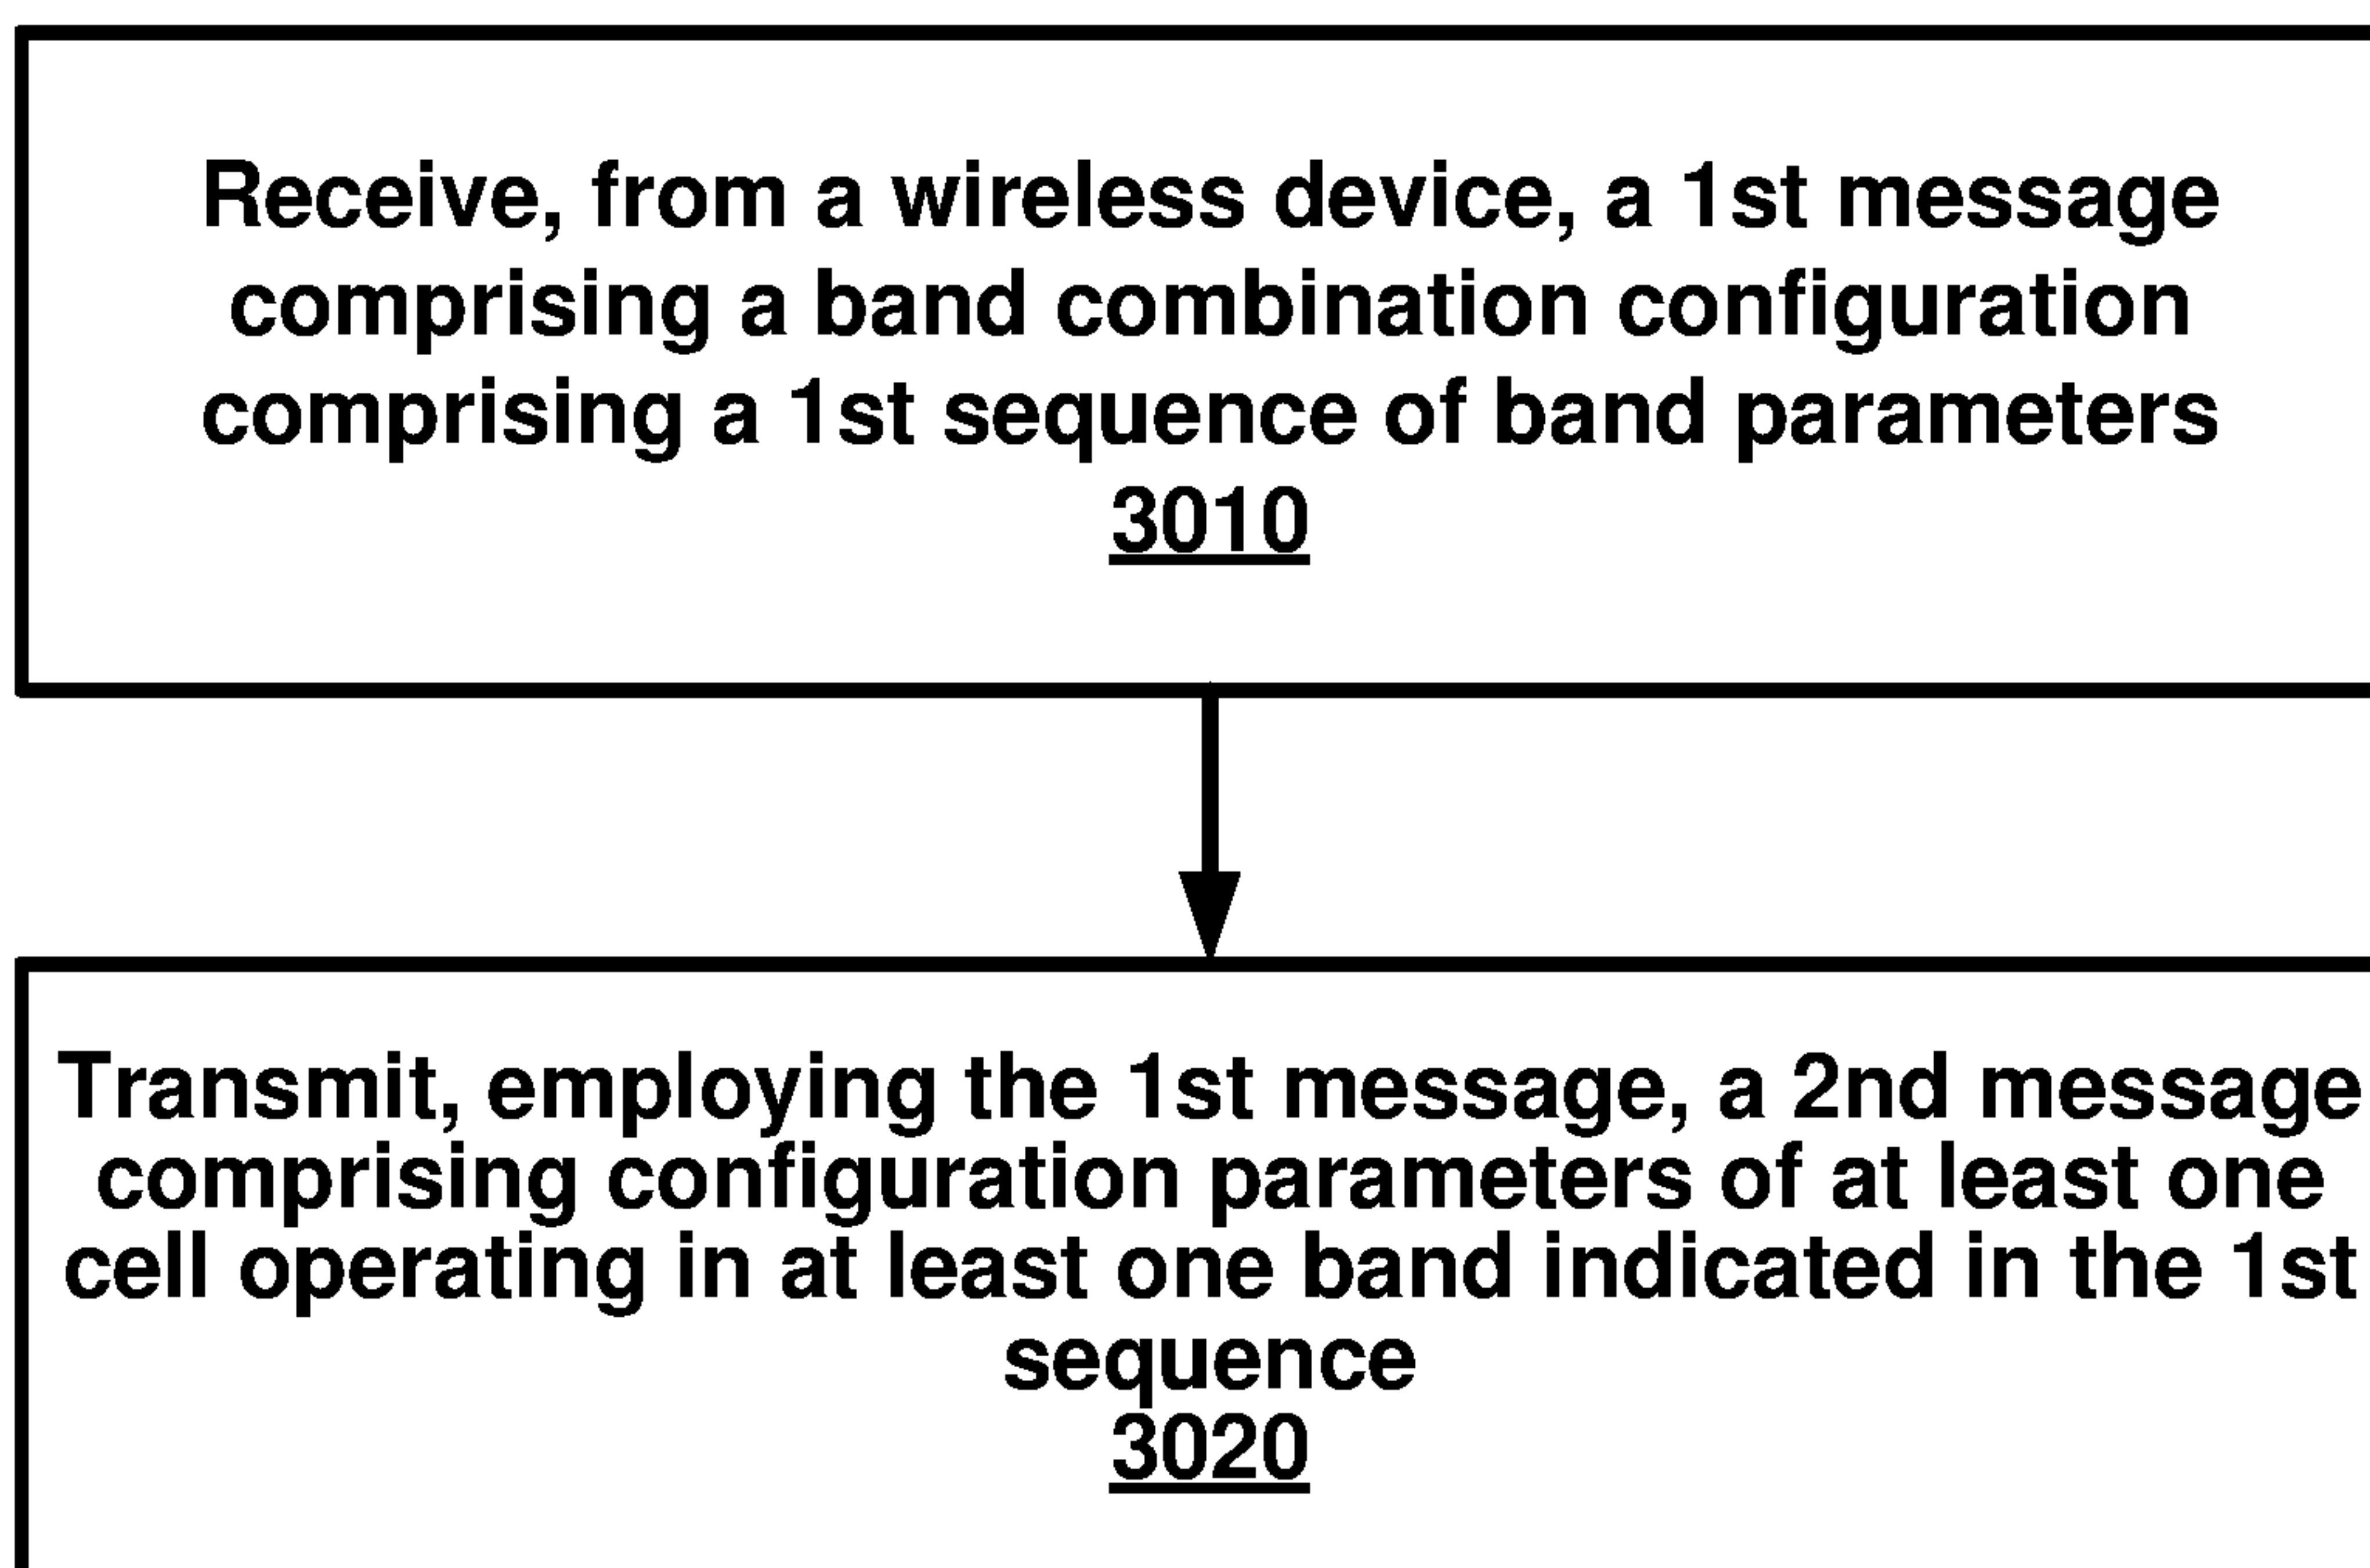 Receive, from a wireless device, a 1st message
comprising a band combination configuration
comprising a 1st sequence of band parameters
3010
Transmit, employing the 1st message, a 2nd message
comprising configuration parameters of at least one
cell operating in at least one band indicated in the 1st
sequence
3020